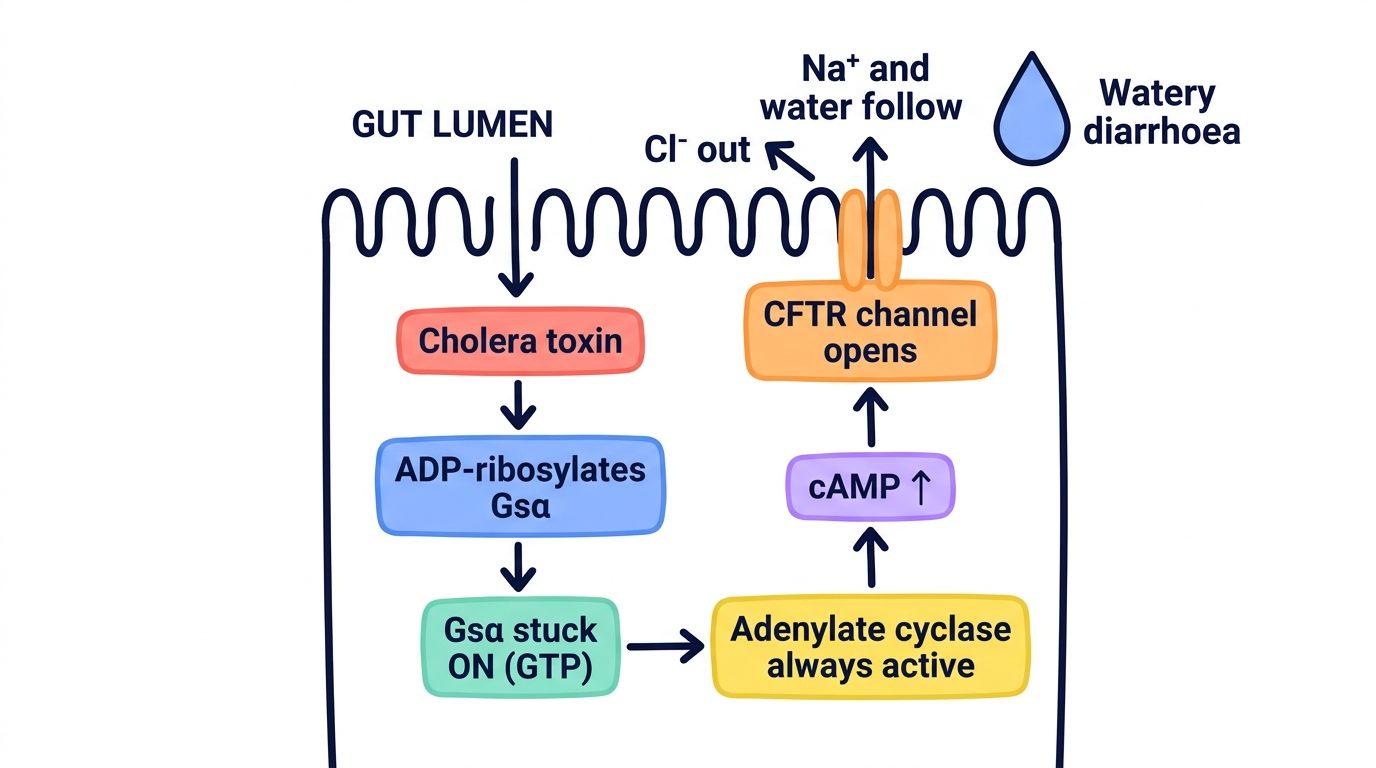 GUT LUMEN
Cl⁻ out
Na⁺ and
water follow
Watery
diarrhoea
Cholera toxin
ADP-ribosylates
Gsα
Gsα stuck
ON (GTP)
Adenylate cyclase
always active
cAMP ↑
CFTR channel
opens